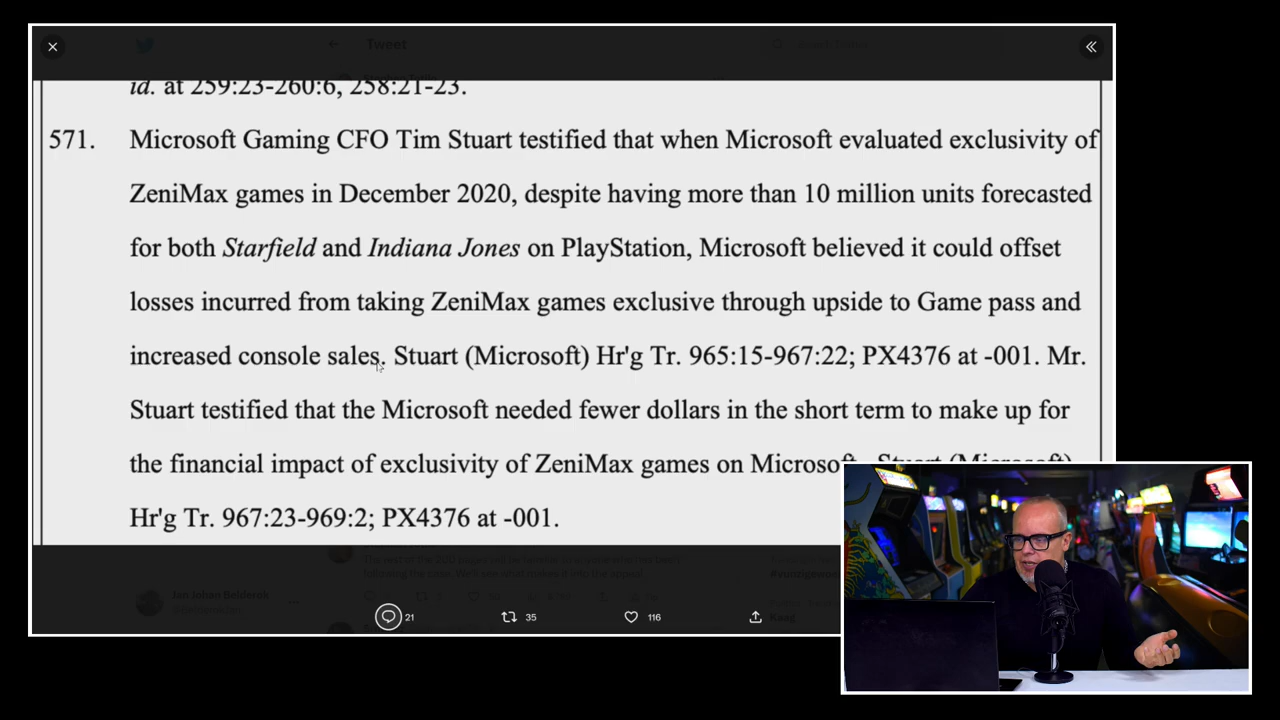 Tweet
id. at 259:23-260:6, 258:21-23.
571. Microsoft Gaming CFO Tim Stuart testified that when Microsoft evaluated exclusivity of
ZeniMax games in December 2020, despite having more than 10 million units forecasted
for both Starfield and Indiana Jones on PlayStation, Microsoft believed it could offset
losses incurred from taking ZeniMax games exclusive through upside to Game pass and
increased console sales. Stuart (Microsoft) Hr'g Tr. 965:15-967:22; PX4376 at -001. Mr.
Stuart testified that the Microsoft needed fewer dollars in the short term to make up for
the financial impact of exclusivity of ZeniMax games on Microsoft. Stuart (Microsoft)
Hr'g Tr. 967:23-969:2; PX4376 at -001.
21 35 116
Kang